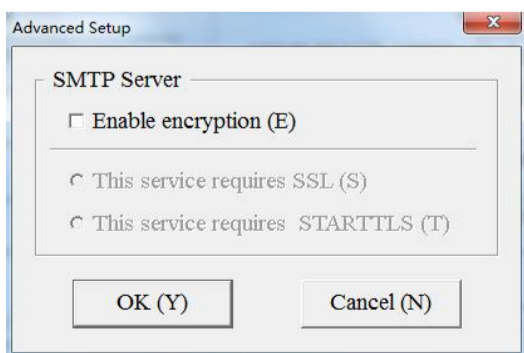 Advanced Setup
SMTP Server
Enable encryption (E)
This service requires SSL (S)
This service requires STARTTLS (T)
OK (Y)
Cancel (N)